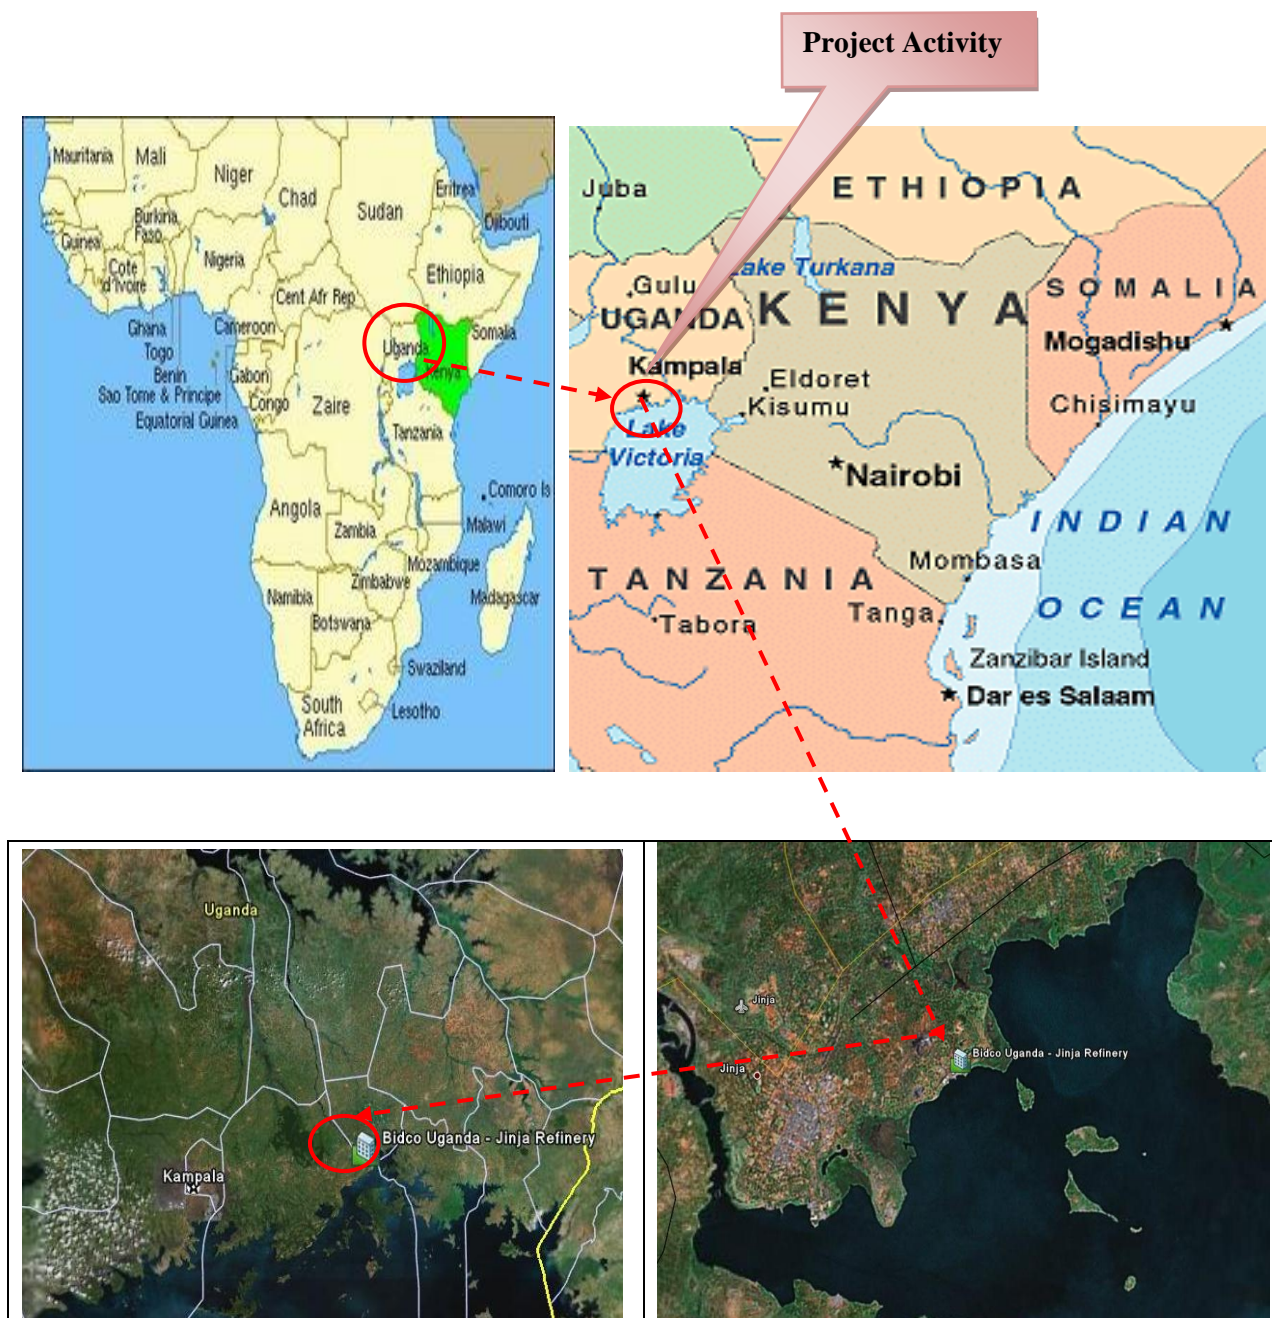 Project Activity
Mauritania
Mali
Niger
Chad
Sudan
Eritrea
Djibouti
Burkina
Faso
Guinea
Cote
d'Ivoire
Nigeria
Ethiopia
Cent Afr Rep
Ghana
Togo
Benin
Sao Tome & Principe
Equatorial Guinea
Cameroon
Gabon
Congo
Zaire
Uganda
Kenya
Somalia
Tanzania
Angola
Zambia
Comoro Is
Malawi
Mozambique
Zimbabwe
Madagascar
Namibia
Botswana
Swaziland
South
Africa
Lesotho
Juba
ETHIOPIA
Lake Turkana
Gulu
UGANDA
KENYA
SOMALIA
Mogadishu
Kampala
Eldoret
Kisumu
Chisimayu
Lake
Victoria
Nairobi
INDIAN
OCEAN
Mombasa
TANZANIA
Tanga
Tabora
Zanzibar Island
Dar es Salaam
Uganda
Bidco Uganda - Jinja Refinery
Kampala
Jinja
Jinja
Bidco Uganda - Jinja Refinery